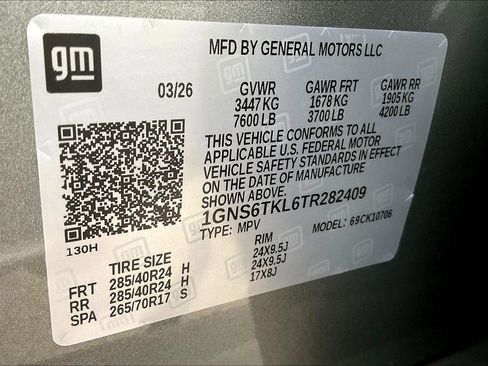 gm
MFD BY GENERAL MOTORS LLC
03/26
GVWR GAWR FRT GAWR RR
3447 KG 1678 KG 1905 KG
7600 LB 3700 LB 4200 LB
THIS VEHICLE CONFORMS TO ALL
APPLICABLE U.S. FEDERAL MOTOR
VEHICLE SAFETY STANDARDS IN EFFECT
ON THE DATE OF MANUFACTURE
SHOWN ABOVE.
1GNS6TKL6TR282409
TYPE: MPV MODEL: 69CK10706
130H
TIRE SIZE RIM
FRT 285/40R24 H 24X9.5J
RR 285/40R24 H 24X9.5J
SPA 265/70R17 S 17X8J